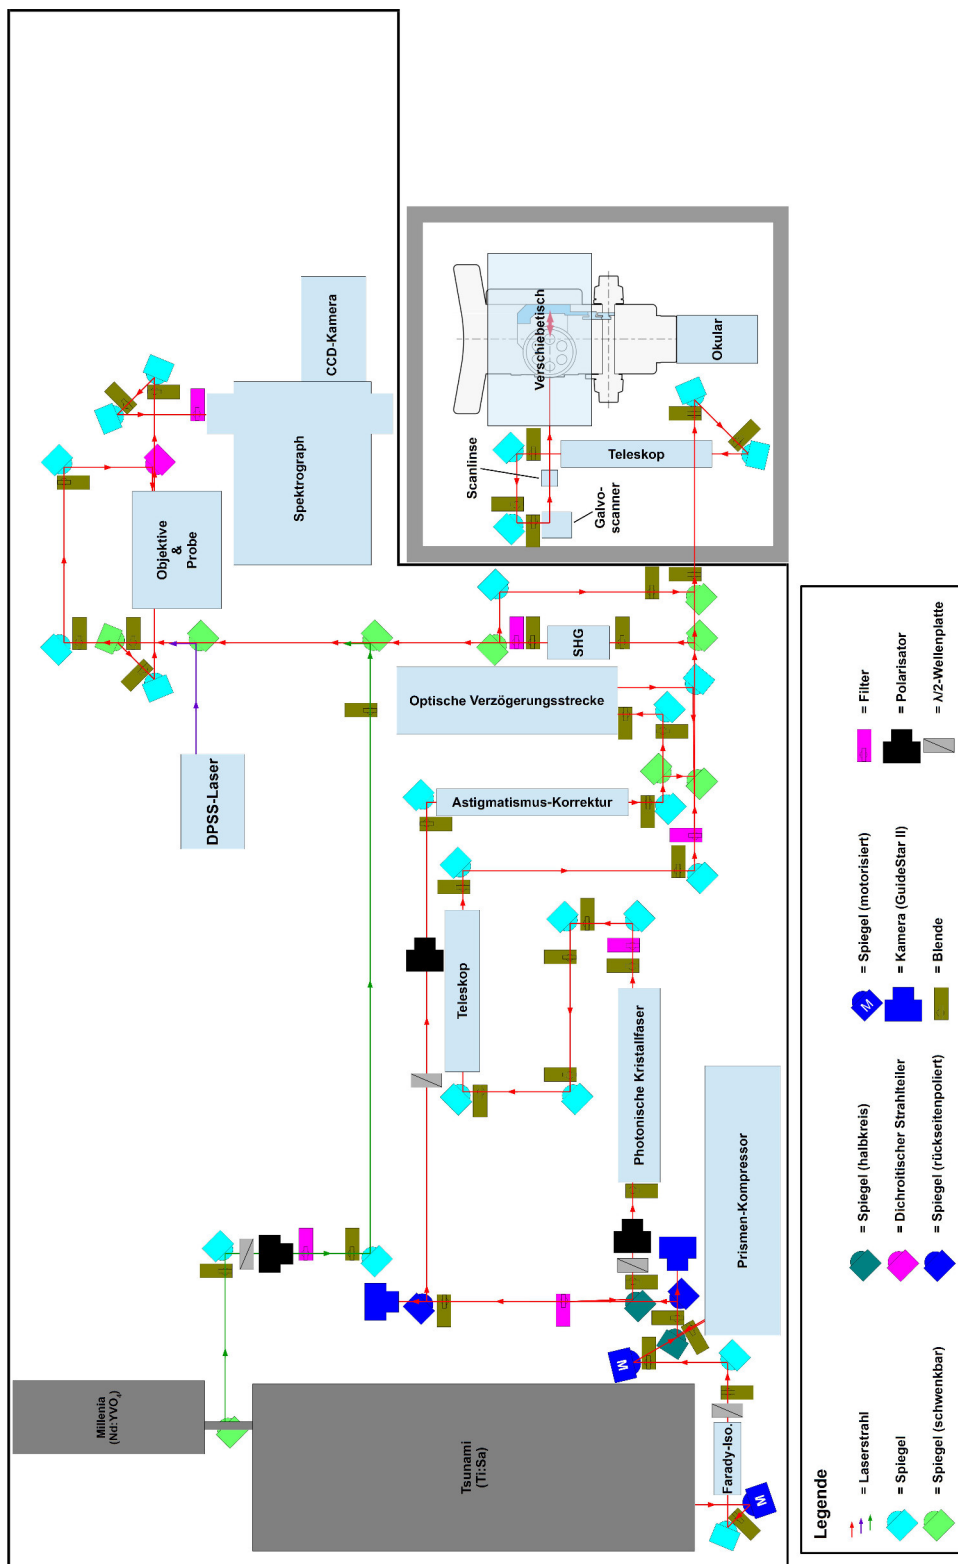 CCD-Kamera
Spektrograph
Objektive
&
Probe
DPSS-Laser
Verschiebetisch
Okular
Scanlinse
Teleskop
Galvo-
scanner
SHG
Optische Verzögerungsstrecke
Astigmatismus-Korrektur
Teleskop
Photonische Kristallfaser
Prismen-Kompressor
Millenia
(Nd:YVO4)
Tsunami
(Ti:Sa)
M
Farady-Iso.
M
Legende
= Laserstrahl
= Spiegel
= Spiegel (schwenkbar)
= Spiegel (halbkreis)
= Dichroitischer Strahlteiler
= Spiegel (rückseitenpoliert)
M
= Spiegel (motorisiert)
= Kamera (GuideStar II)
= Blende
= Filter
= Polarisator
= λ/2-Wellenplatte